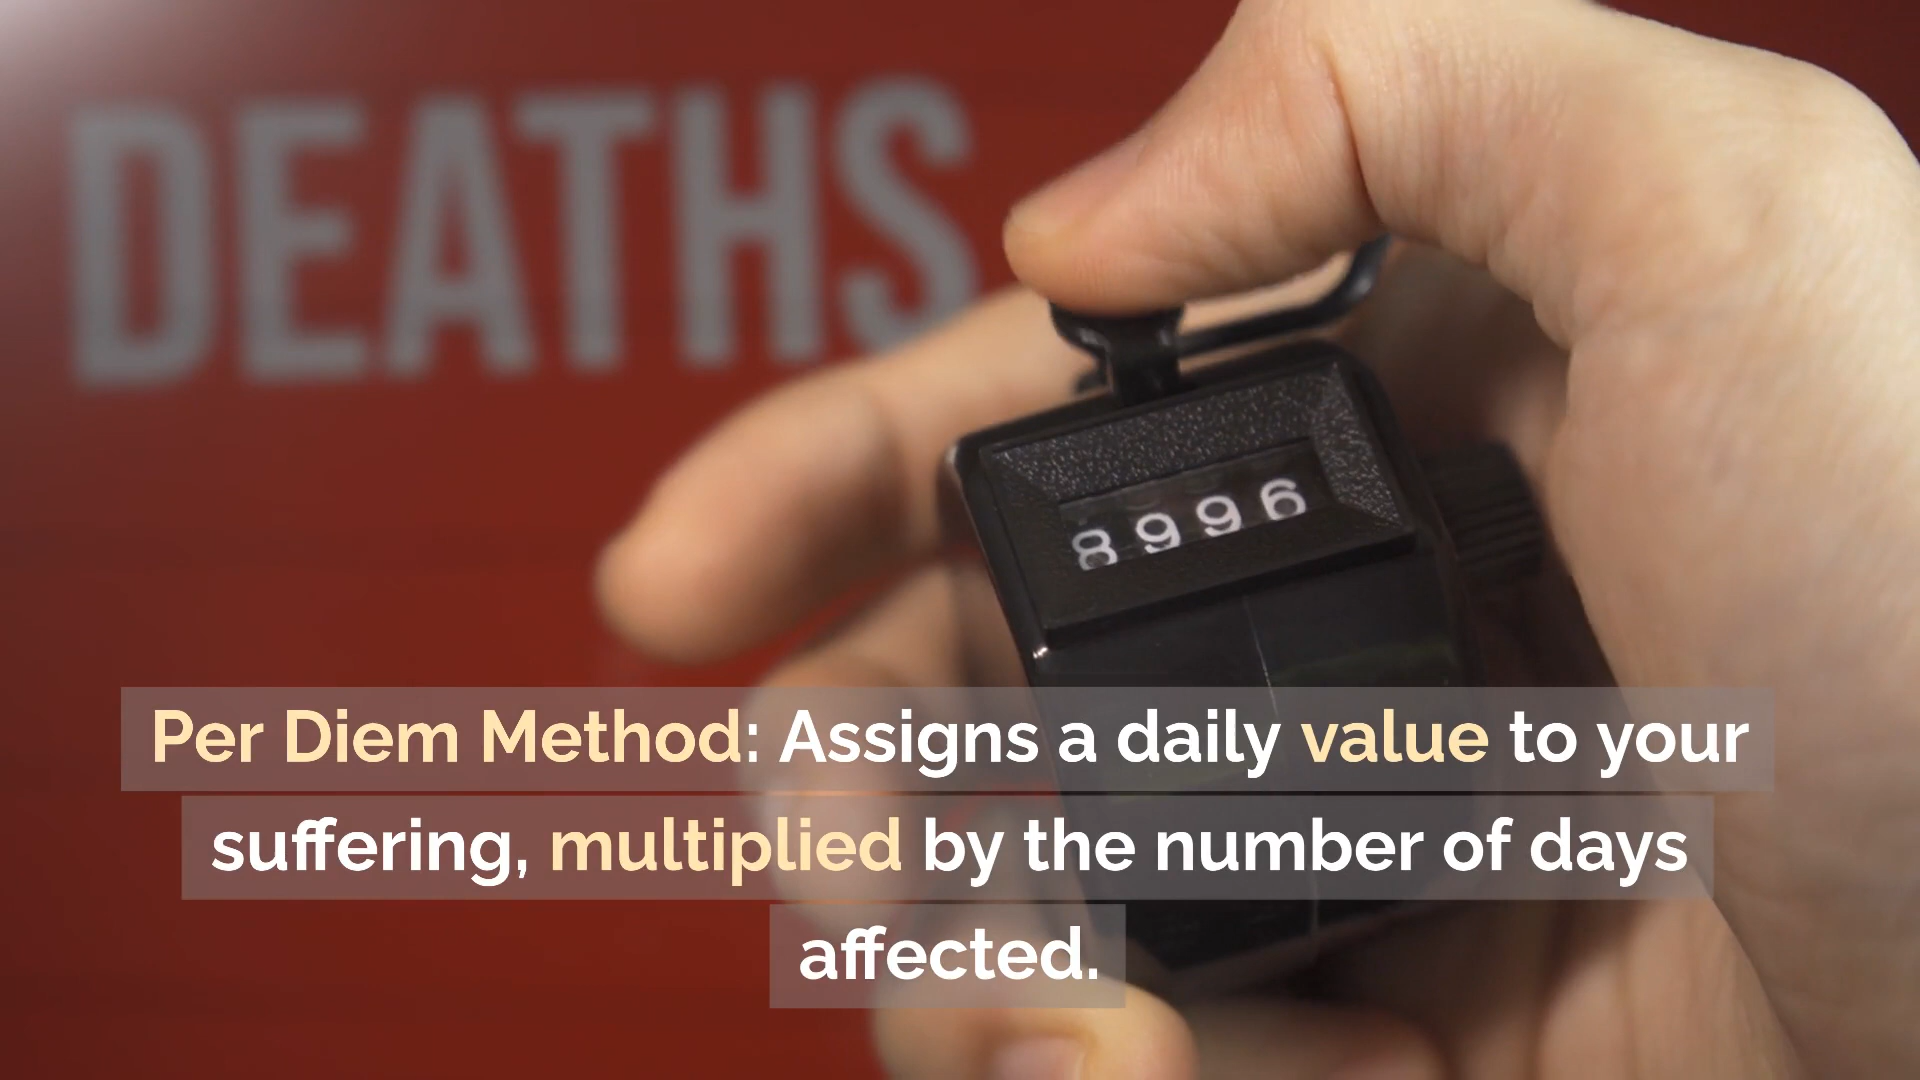 DEATHS
8996
Per Diem Method: Assigns a daily value to your
suffering, multiplied by the number of days
affected.